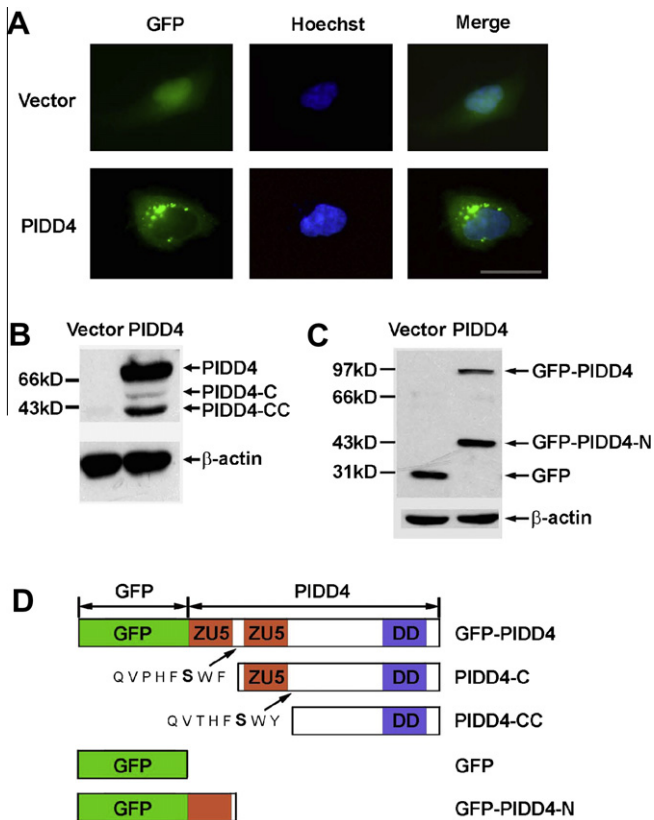 A
GFP Hoechst Merge
Vector
PIDD4
B
Vector PIDD4
66kD
43kD
PIDD4
PIDD4-C
PIDD4-CC
β-actin
C
Vector PIDD4
97kD
66kD
43kD
31kD
GFP-PIDD4
GFP-PIDD4-N
GFP
β-actin
D
GFP PIDD4
GFP ZU5 ZU5 DD GFP-PIDD4
QVPHFSWF ZU5 DD PIDD4-C
QVTHFSWY DD PIDD4-CC
GFP GFP
GFP GFP-PIDD4-N